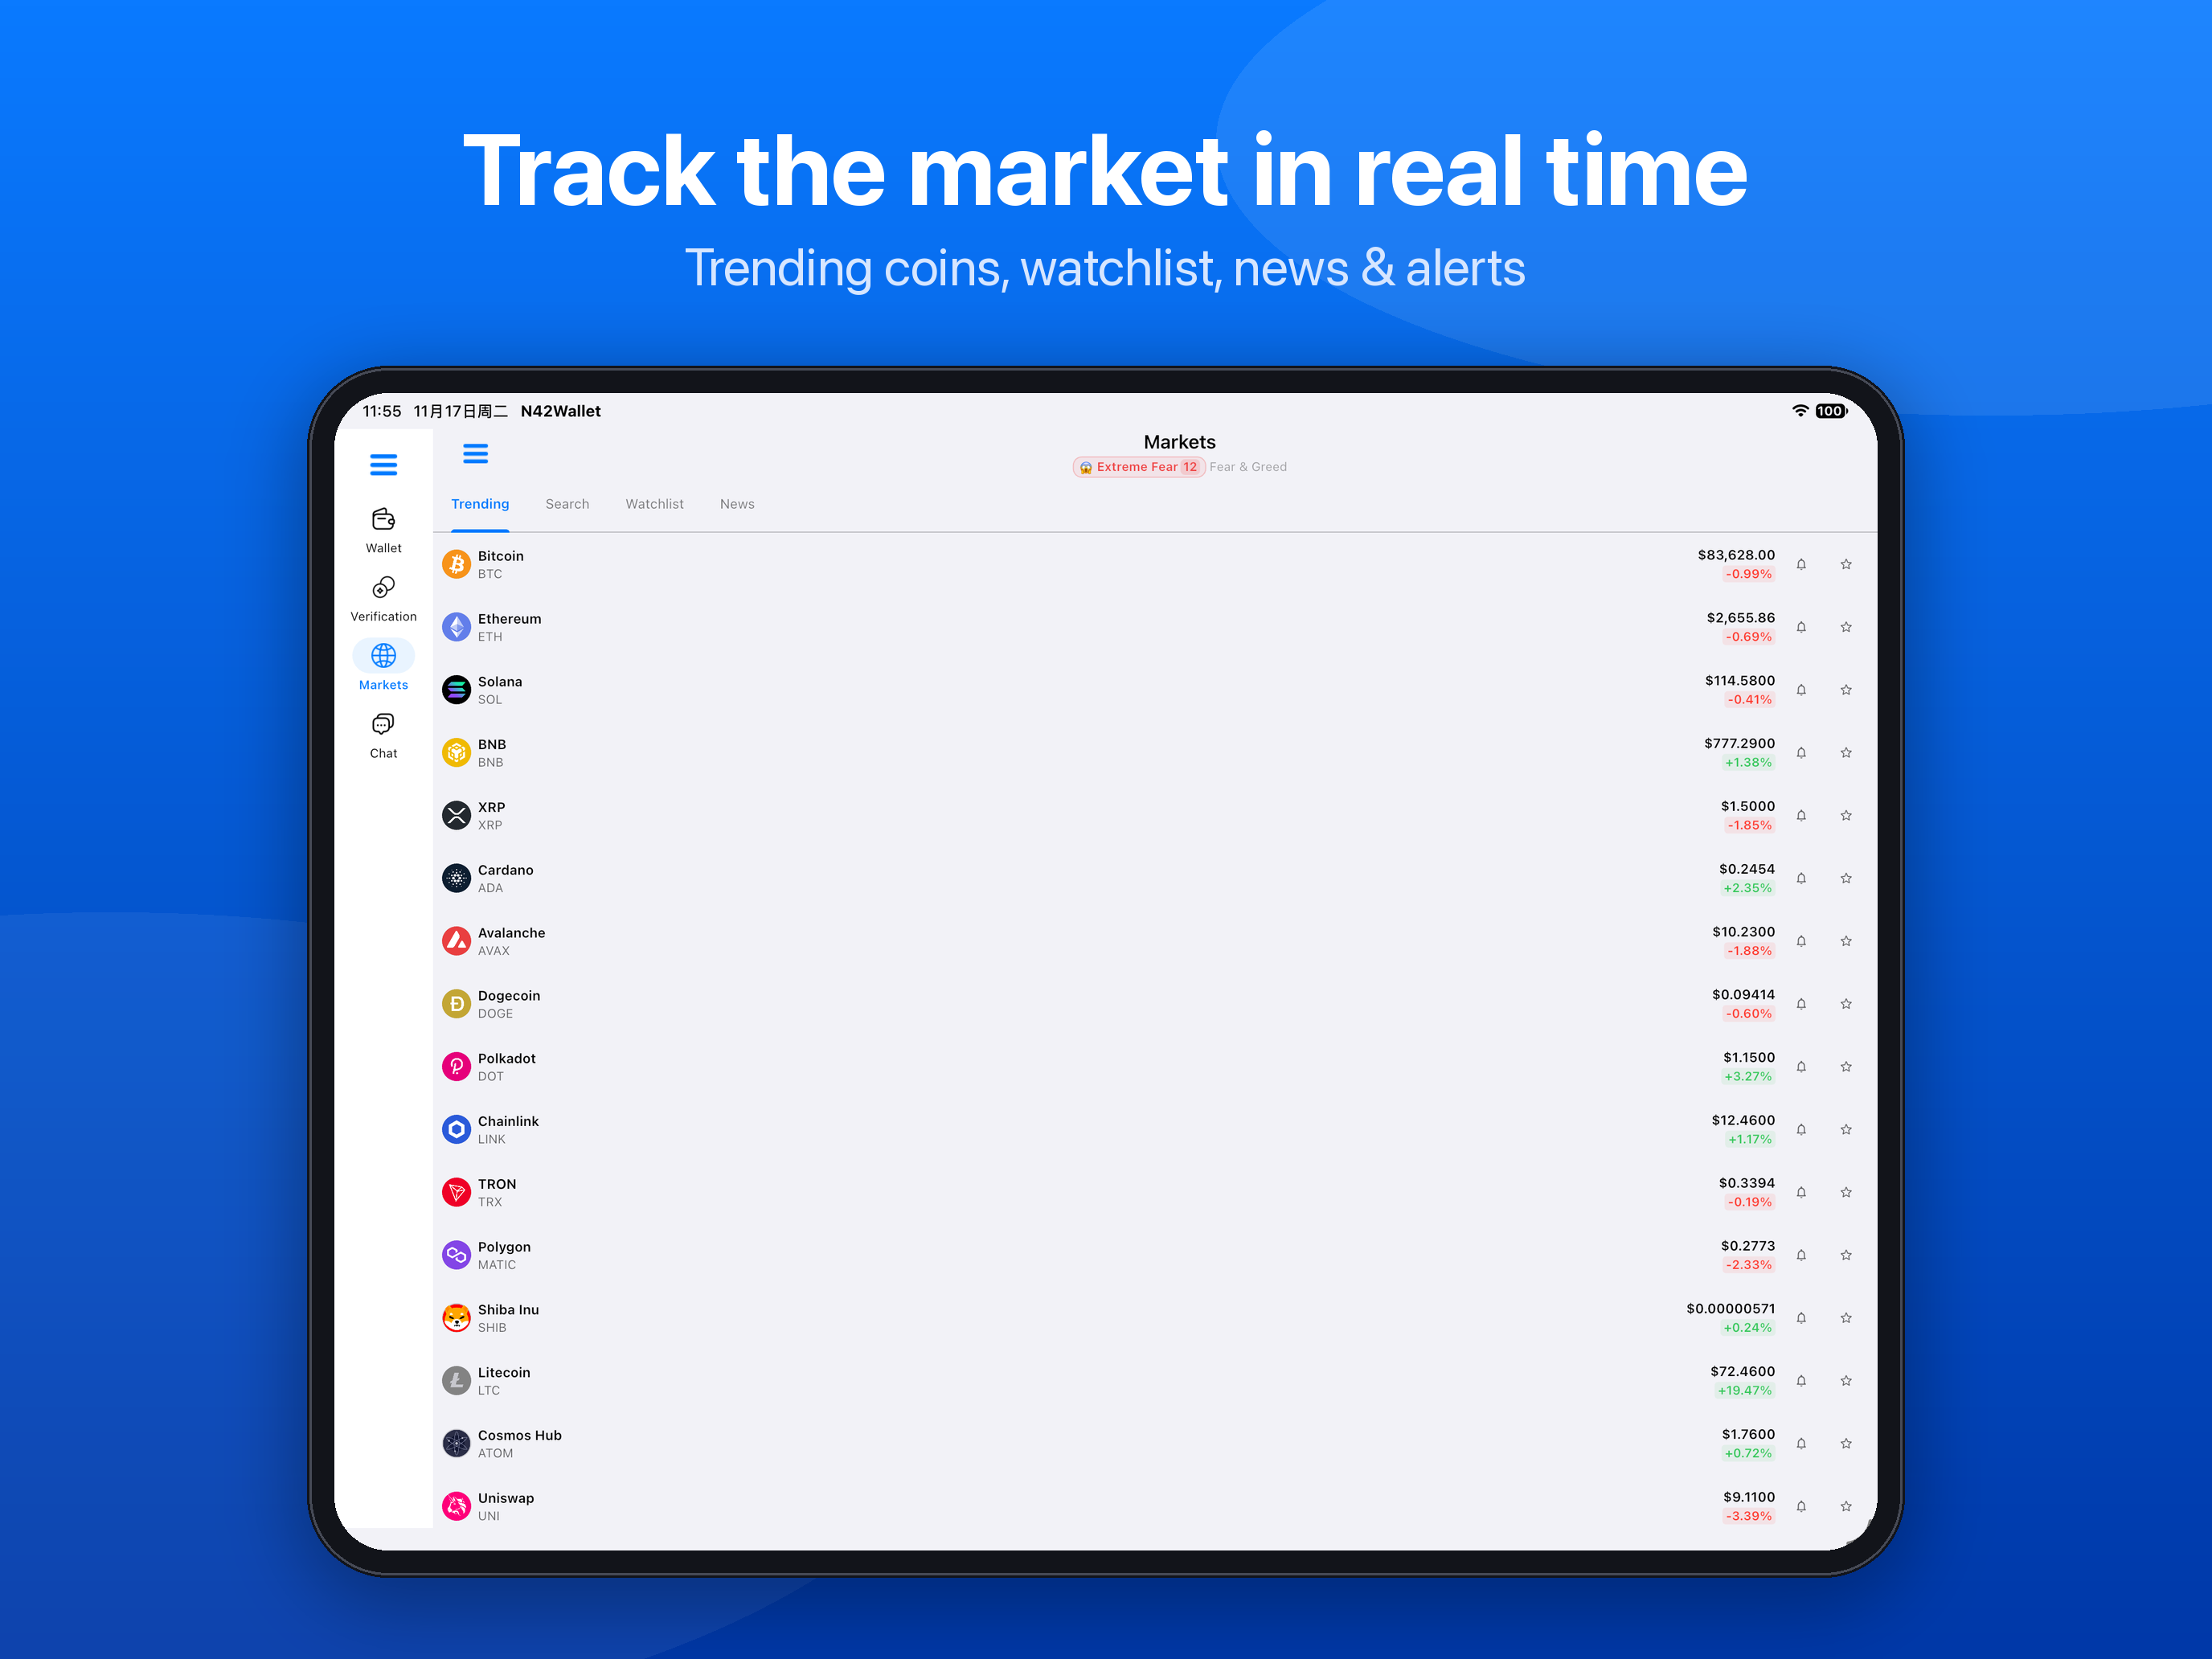 Track the market in real time
Trending coins, watchlist, news & alerts
11:55 11月17日周二 N42Wallet
100
Markets
😱 Extreme Fear 12 Fear & Greed
Trending Search Watchlist News
Wallet
Verification
Markets
Chat
Bitcoin
BTC
$83,628.00
-0.99%
Ethereum
ETH
$2,655.86
-0.69%
Solana
SOL
$114.5800
-0.41%
BNB
BNB
$777.2900
+1.38%
XRP
XRP
$1.5000
-1.85%
Cardano
ADA
$0.2454
+2.35%
Avalanche
AVAX
$10.2300
-1.88%
Dogecoin
DOGE
$0.09414
-0.60%
Polkadot
DOT
$1.1500
+3.27%
Chainlink
LINK
$12.4600
+1.17%
TRON
TRX
$0.3394
-0.19%
Polygon
MATIC
$0.2773
-2.33%
Shiba Inu
SHIB
$0.00000571
+0.24%
Litecoin
LTC
$72.4600
+19.47%
Cosmos Hub
ATOM
$1.7600
+0.72%
Uniswap
UNI
$9.1100
-3.39%